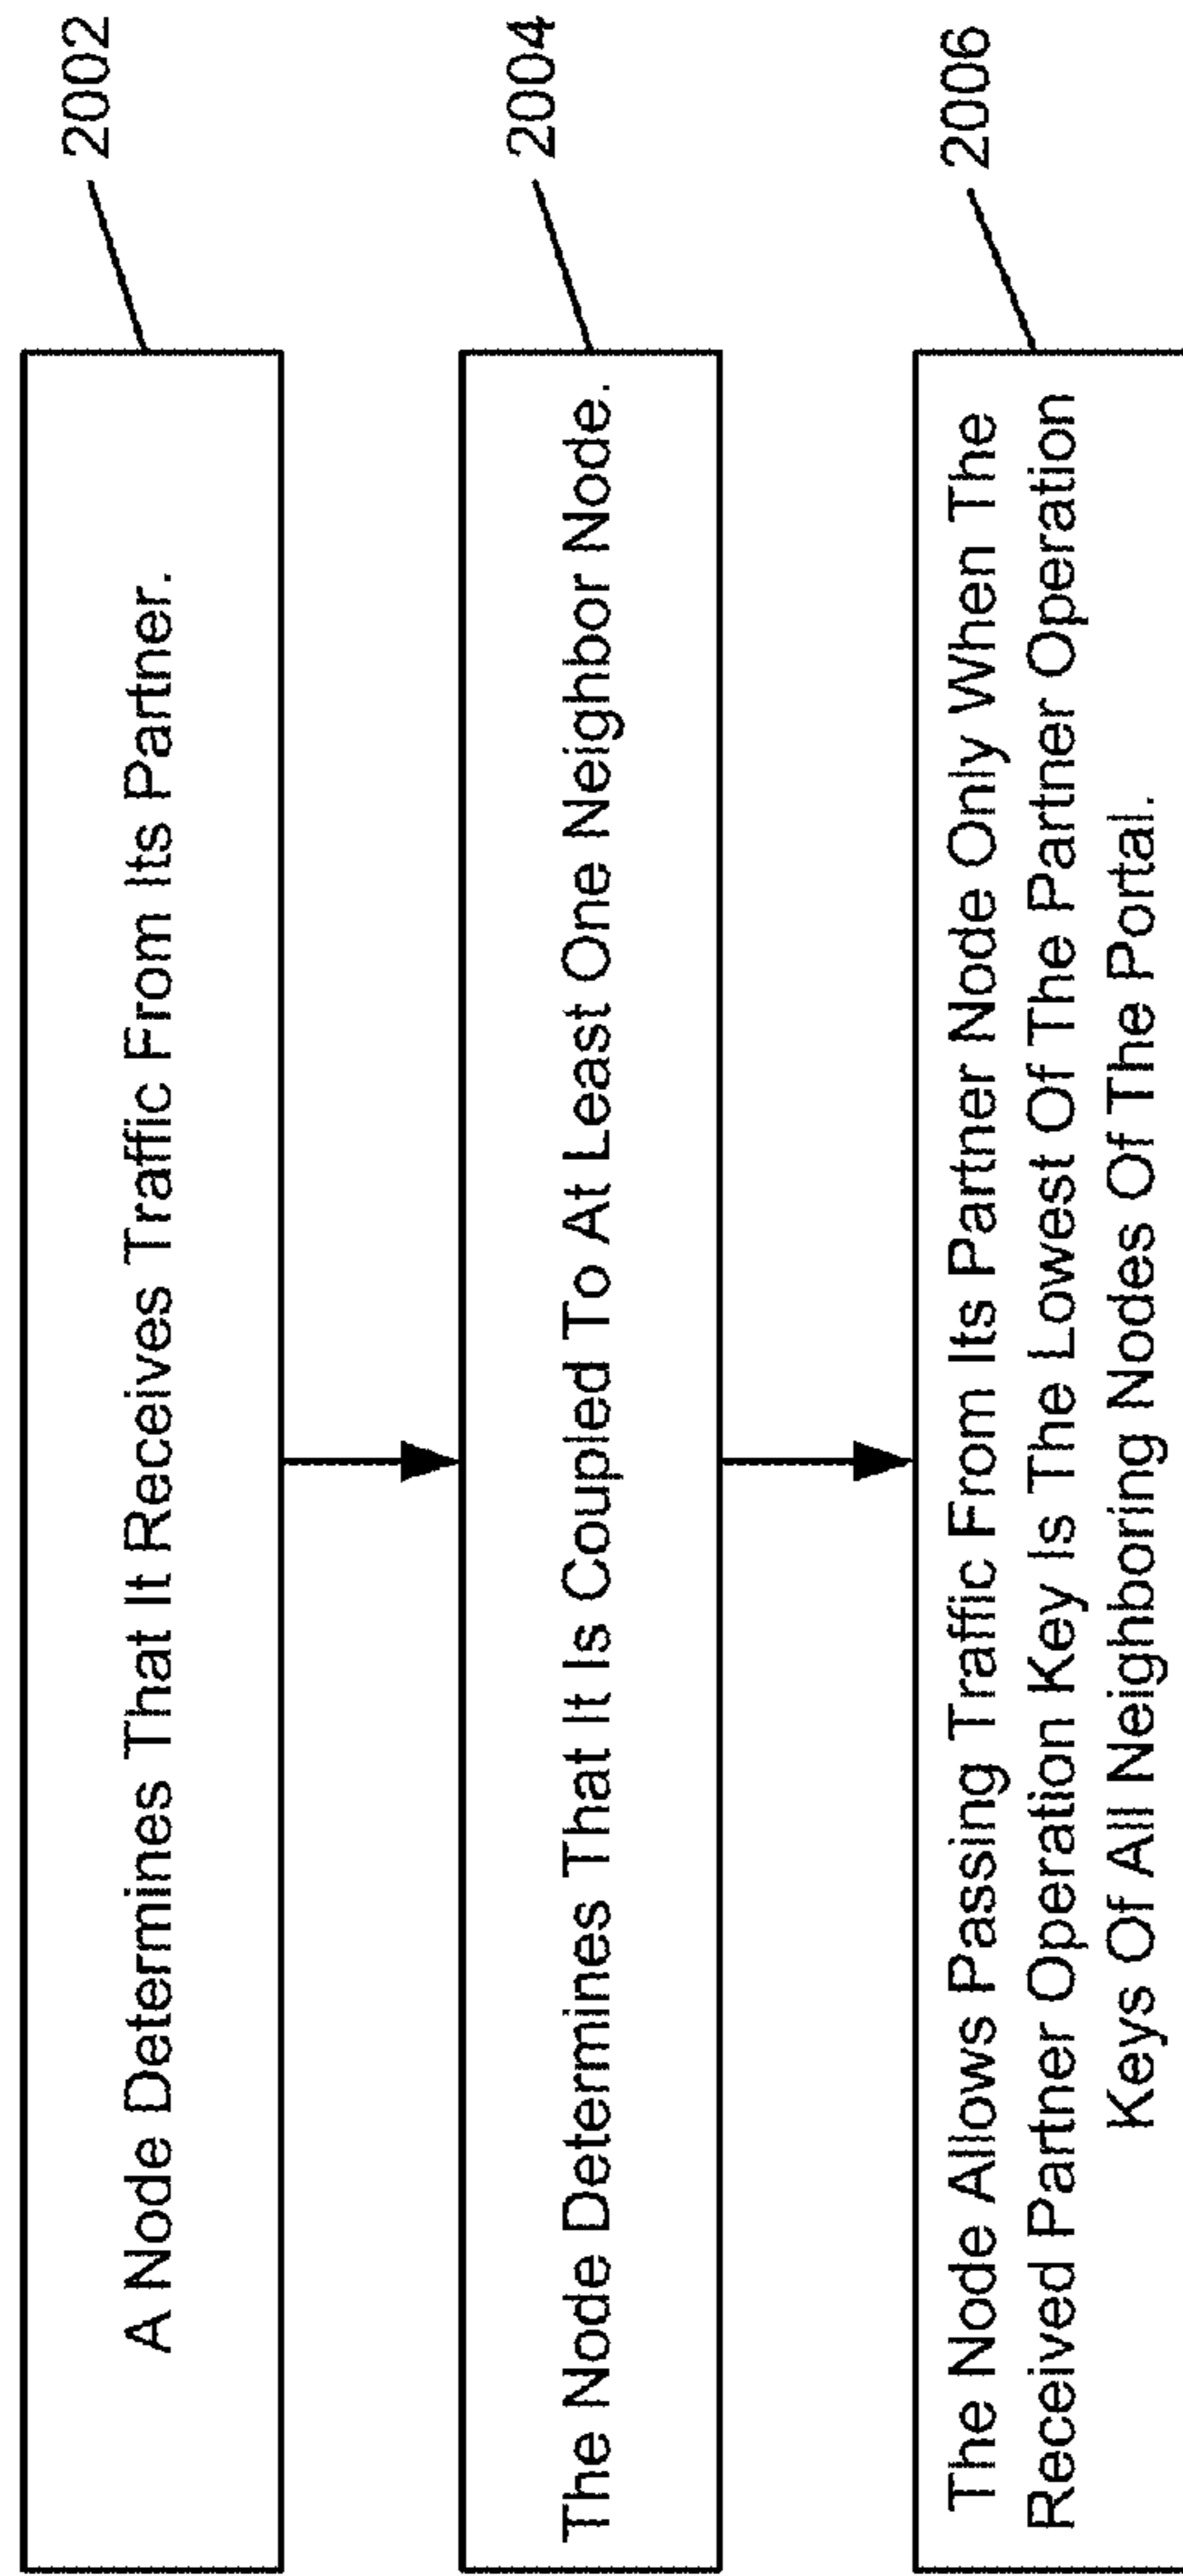 A Node Determines That It Receives Traffic From Its Partner.
2002
The Node Determines That It Is Coupled To At Least One Neighbor Node.
2004
The Node Allows Passing Traffic From Its Partner Node Only When The
Received Partner Operation Key Is The Lowest Of The Partner Operation
Keys Of All Neighboring Nodes Of The Portal.
2006